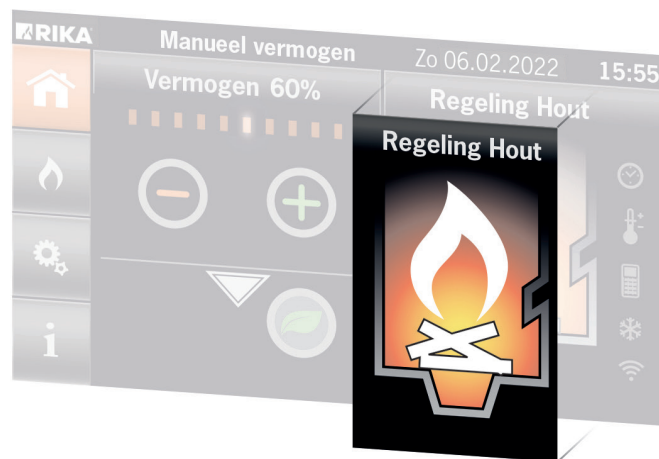 RIKA
Manueel vermogen
Zo 06.02.2022
15:55
Vermogen 60%
Regeling Hout
Regeling Hout